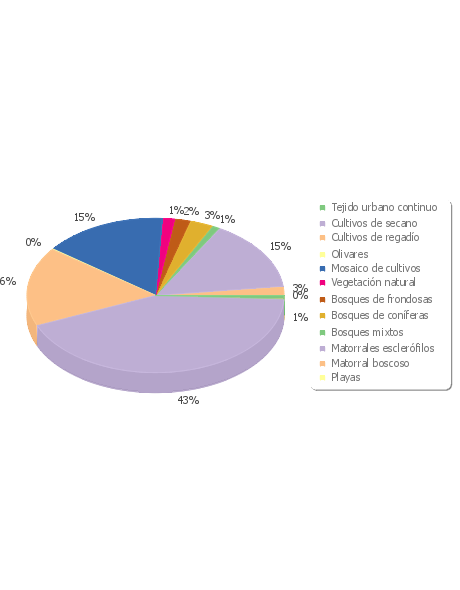 1%
2%
3%
1%
15%
15%
0%
6%
3%
0%
1%
43%
Tejido urbano continuo
Cultivos de secano
Cultivos de regadío
Olivares
Mosaico de cultivos
Vegetación natural
Bosques de frondosas
Bosques de coníferas
Bosques mixtos
Matorrales esclerófilos
Matorral boscoso
Playas